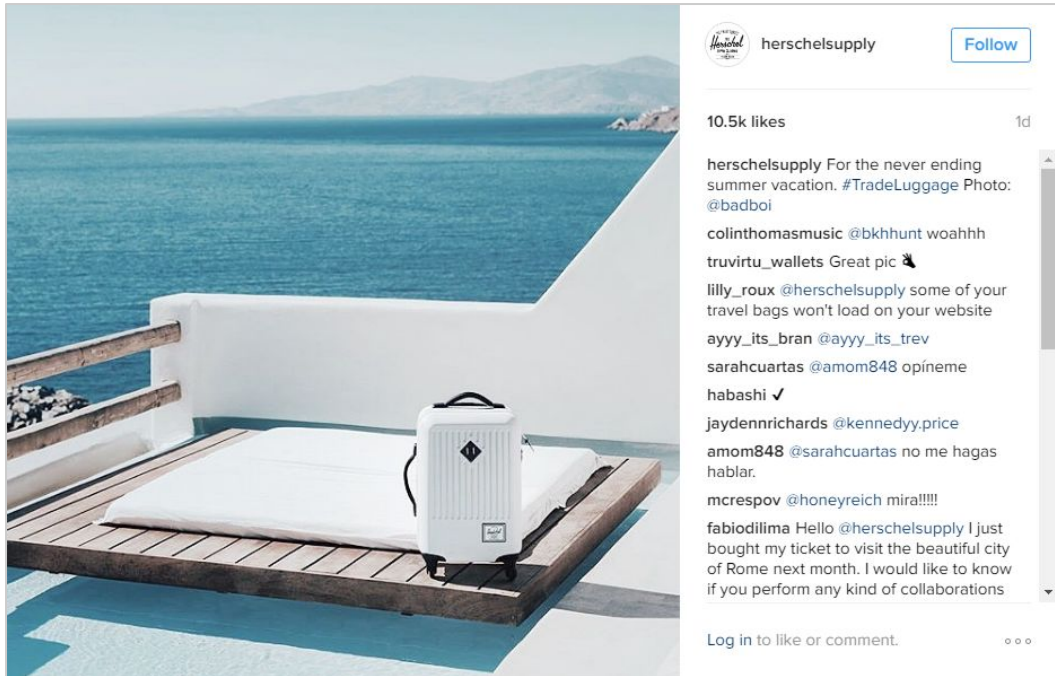 Herschel
herschelsupply
Follow
10.5k likes
1d
herschelsupply For the never ending
summer vacation. #TradeLuggage Photo:
@badboi
colinthomasmusic @bkhhunt woahhh
truvirtu_wallets Great pic 👌
lilly_roux @herschelsupply some of your
travel bags won't load on your website
ayyy_its_bran @ayyy_its_trev
sarahcuartas @amom848 opíneme
habashi ✓
jaydennrichards @kennedyy.price
amom848 @sarahcuartas no me hagas
hablar.
mcrespov @honeyreich mira!!!!!
fabiodilima Hello @herschelsupply I just
bought my ticket to visit the beautiful city
of Rome next month. I would like to know
if you perform any kind of collaborations
Log in to like or comment.
Herschel